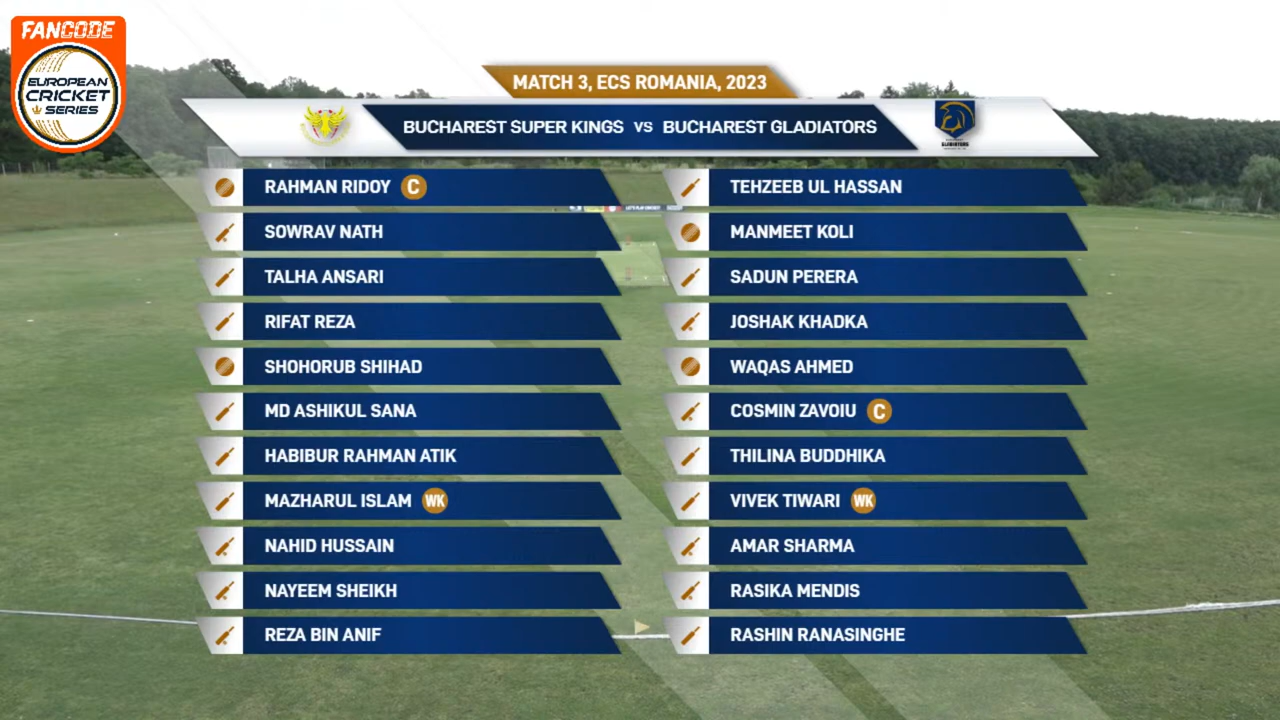 FANCODE
EUROPEAN
CRICKET
SERIES
MATCH 3, ECS ROMANIA, 2023
BUCHAREST SUPER KINGS VS BUCHAREST GLADIATORS
GLADIATORS
RAHMAN RIDOY C
SOWRAV NATH
TALHA ANSARI
RIFAT REZA
SHOHORUB SHIHAD
MD ASHIKUL SANA
HABIBUR RAHMAN ATIK
MAZHARUL ISLAM WK
NAHID HUSSAIN
NAYEEM SHEIKH
REZA BIN ANIF
TEHZEEB UL HASSAN
MANMEET KOLI
SADUN PERERA
JOSHAK KHADKA
WAQAS AHMED
COSMIN ZAVOIU C
THILINA BUDDHIKA
VIVEK TIWARI WK
AMAR SHARMA
RASIKA MENDIS
RASHIN RANASINGHE